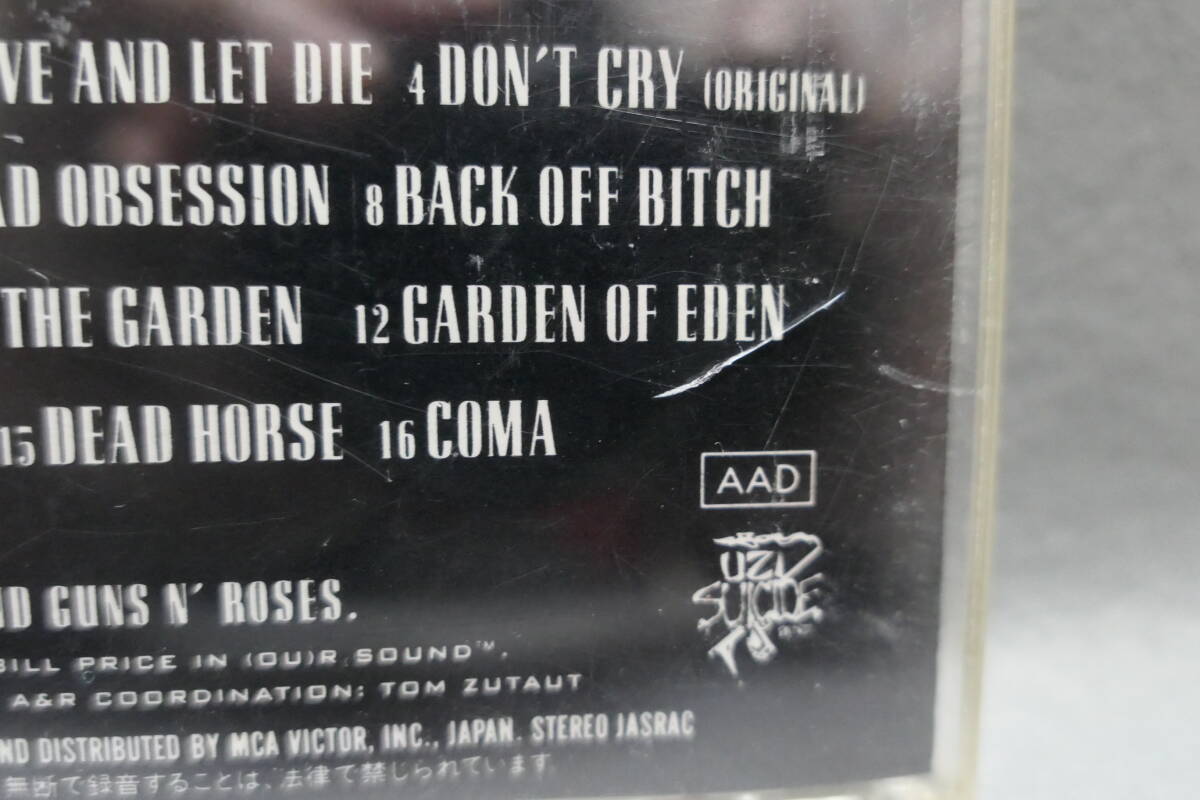 VE AND LET DIE 4 DON'T CRY (ORIGINAL)
AD OBSESSION 8 BACK OFF BITCH
THE GARDEN 12 GARDEN OF EDEN
15 DEAD HORSE 16 COMA
AAD
UZI
SUICIDE
ND GUNS N' ROSES.
BILL PRICE IN (OU)R SOUND™.
A&R COORDINATION: TOM ZUTAUT
ND DISTRIBUTED BY MCA VICTOR, INC., JAPAN. STEREO JASRAC
無断で録音することは、法律で禁じられています。